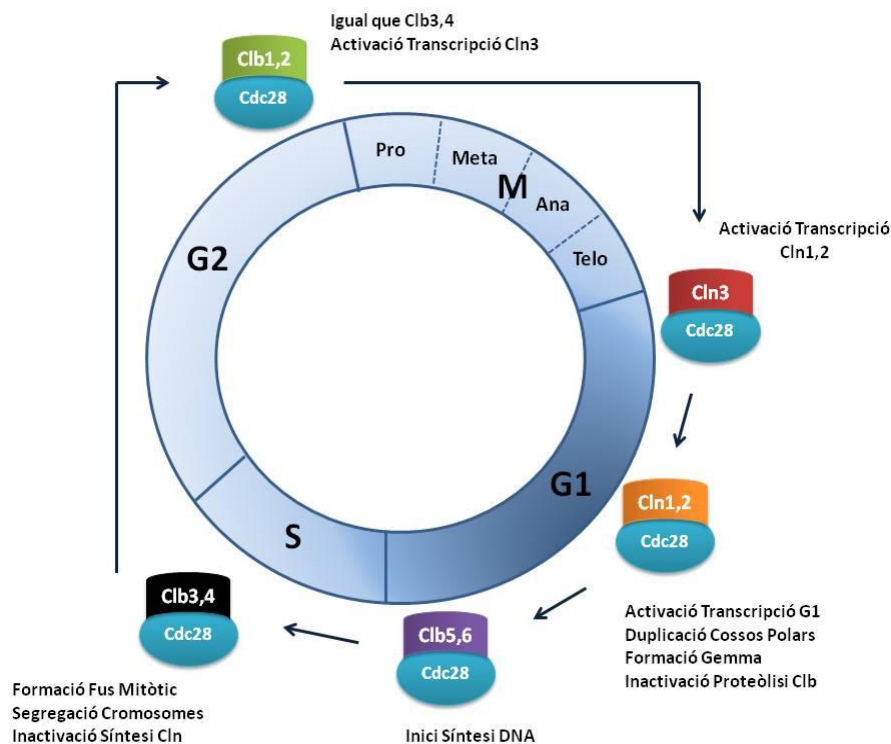 Igual que Clb3,4
Activació Transcripció Cln3
Clb1,2
Cdc28
Pro
Meta
M
Ana
Telo
G2
Activació Transcripció
Cln1,2
Cln3
Cdc28
G1
Cln1,2
Cdc28
S
Clb3,4
Cdc28
Clb5,6
Cdc28
Activació Transcripció G1
Duplicació Cossos Polars
Formació Gemma
Inactivació Proteòlisi Clb
Formació Fus Mitòtic
Segregació Cromosomes
Inactivació Síntesi Cln
Inici Síntesi DNA